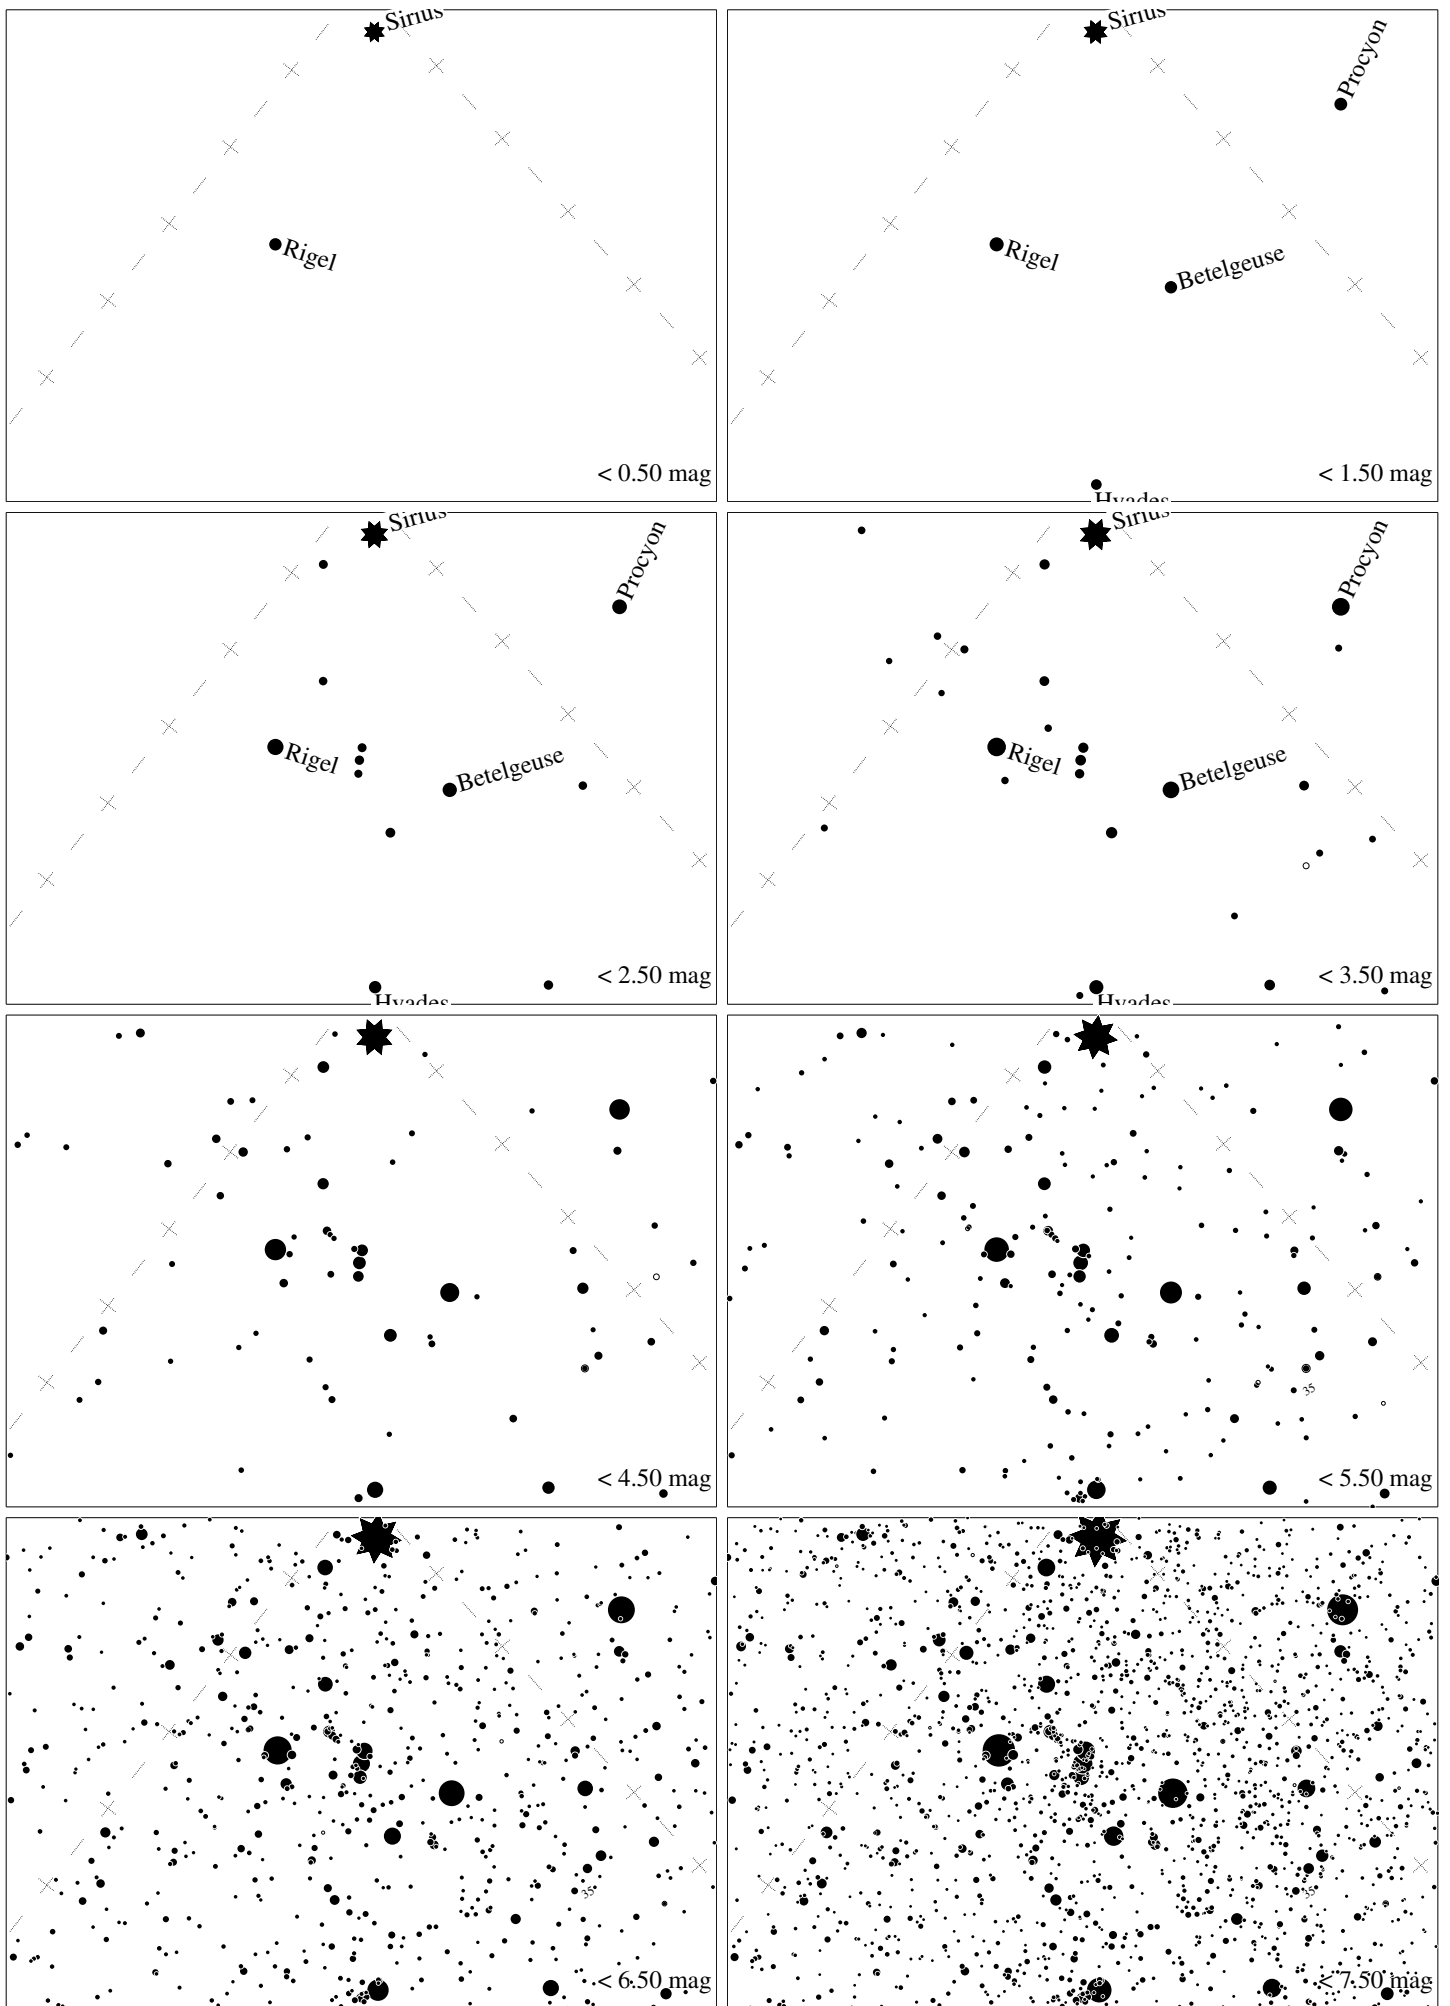 Sirius
Rigel
< 0.50 mag
Sirius
Procyon
Rigel
Betelgeuse
< 1.50 mag
Hyades
Sirius
Procyon
Rigel
Betelgeuse
< 2.50 mag
Hyades
Sirius
Procyon
Rigel
Betelgeuse
< 3.50 mag
Hyades
< 4.50 mag
35
< 5.50 mag
35
< 6.50 mag
35
< 7.50 mag